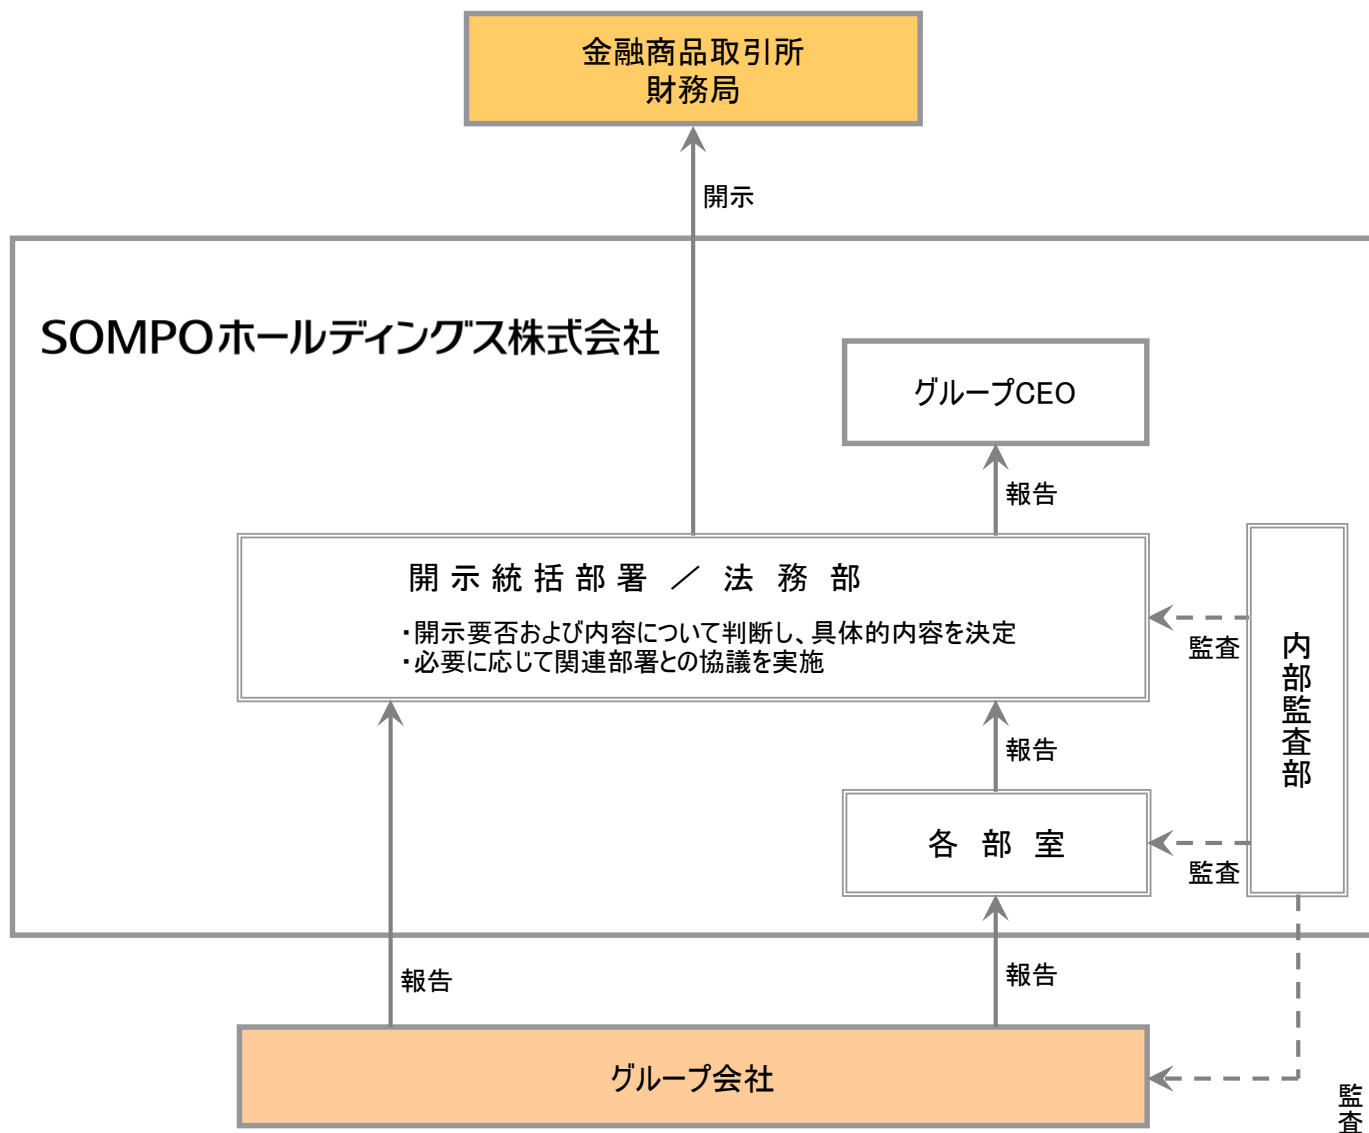 金融商品取引所
財務局
開示
SOMPOホールディングス株式会社
グループCEO
報告
開示統括部署 ／ 法務部
・開示要否および内容について判断し、具体的内容を決定
・必要に応じて関連部署との協議を実施
監査
内部監査部
報告
各部室
監査
報告
報告
グループ会社
監査